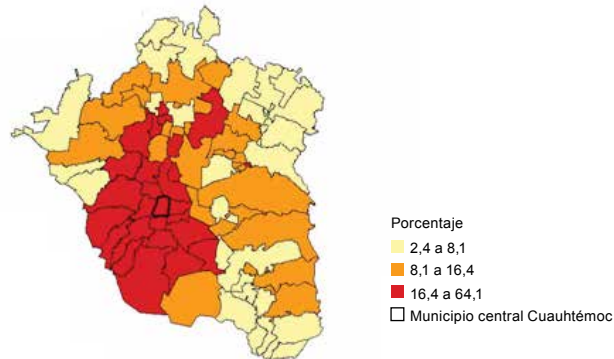 Porcentaje
2,4 a 8,1
8,1 a 16,4
16,4 a 64,1
Municipio central Cuauhtémoc